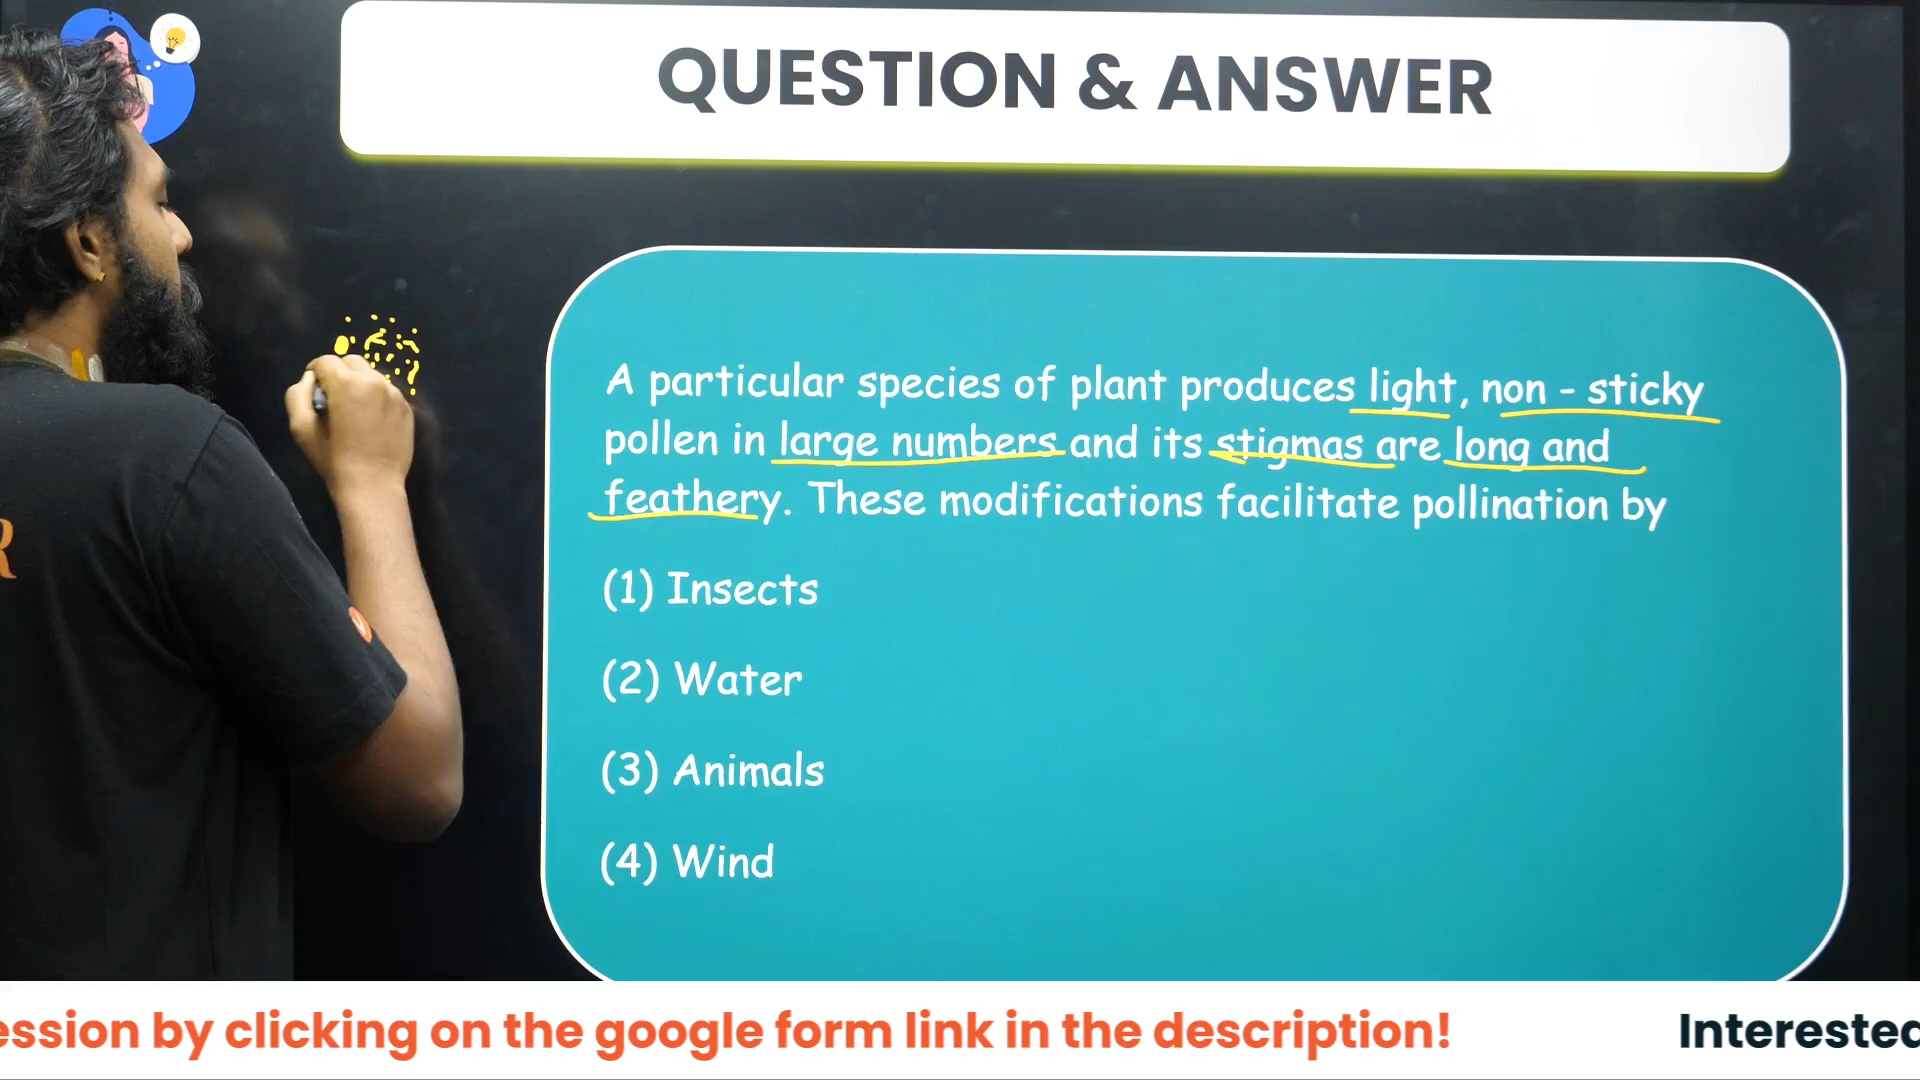 QUESTION & ANSWER
A particular species of plant produces light, non - sticky
pollen in large numbers and its stigmas are long and
feathery. These modifications facilitate pollination by
(1) Insects
(2) Water
(3) Animals
(4) Wind
R
ession by clicking on the google form link in the description!
Interested